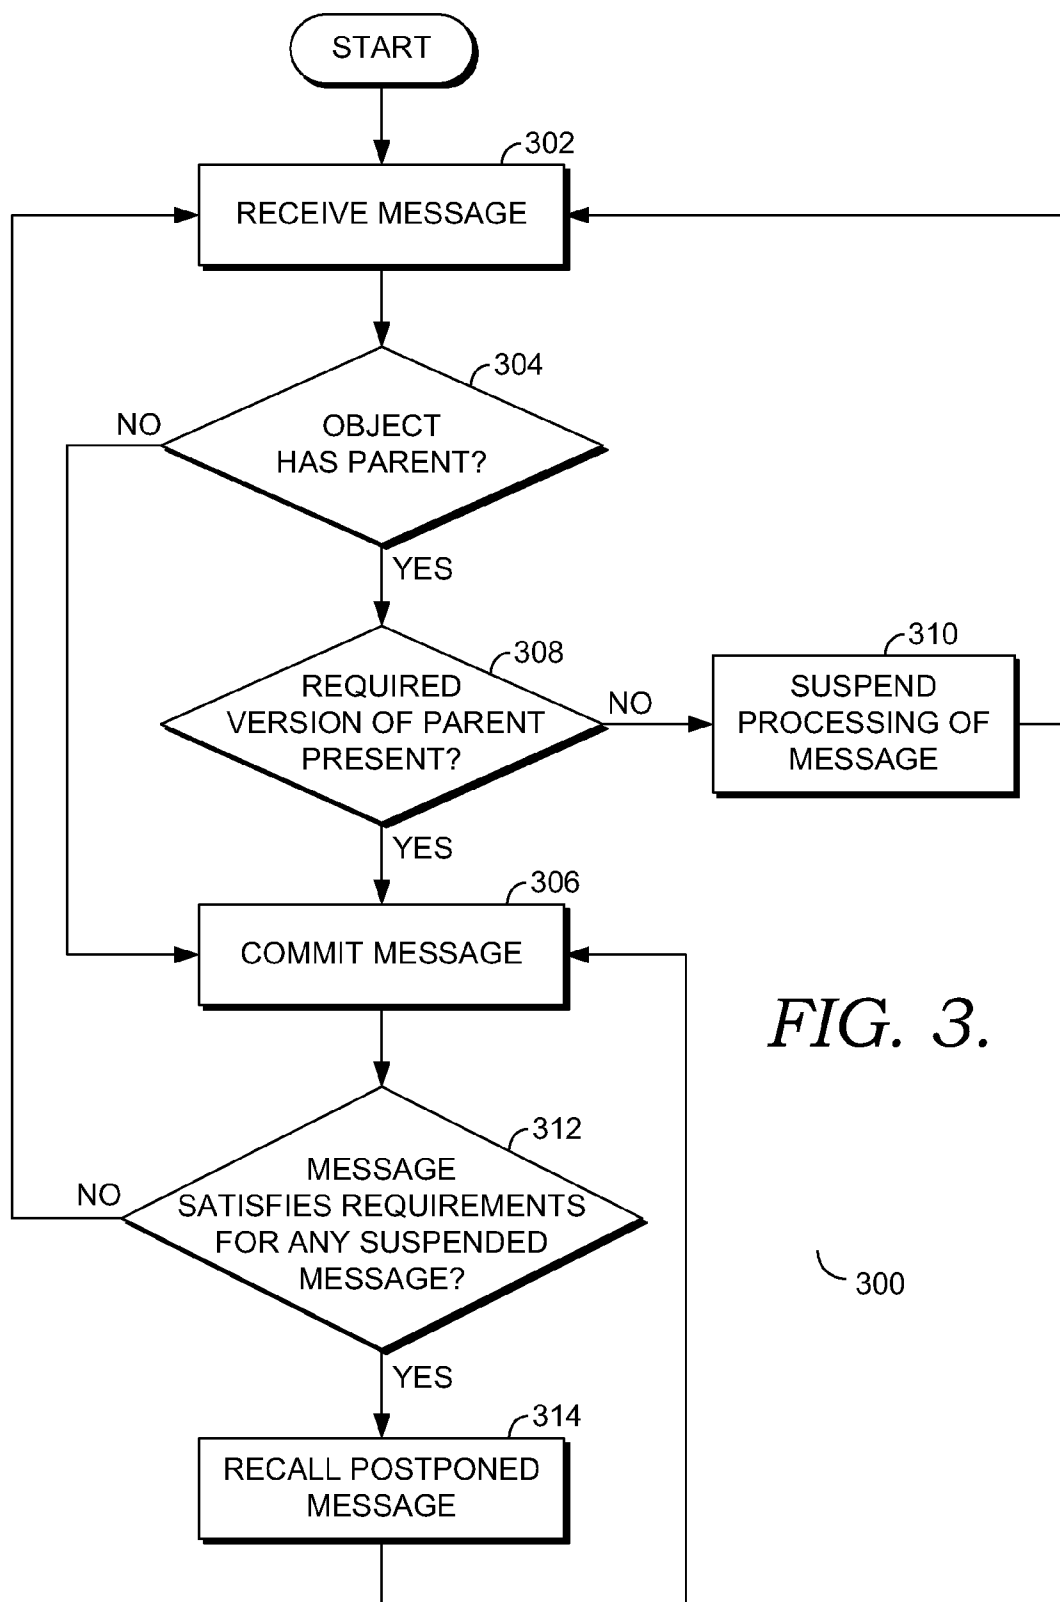 START
302
RECEIVE MESSAGE
304
NO
OBJECT
HAS PARENT?
YES
308
REQUIRED
VERSION OF PARENT
PRESENT?
NO
310
SUSPEND
PROCESSING OF
MESSAGE
YES
306
COMMIT MESSAGE
FIG. 3.
312
NO
MESSAGE
SATISFIES REQUIREMENTS
FOR ANY SUSPENDED
MESSAGE?
300
YES
314
RECALL POSTPONED
MESSAGE